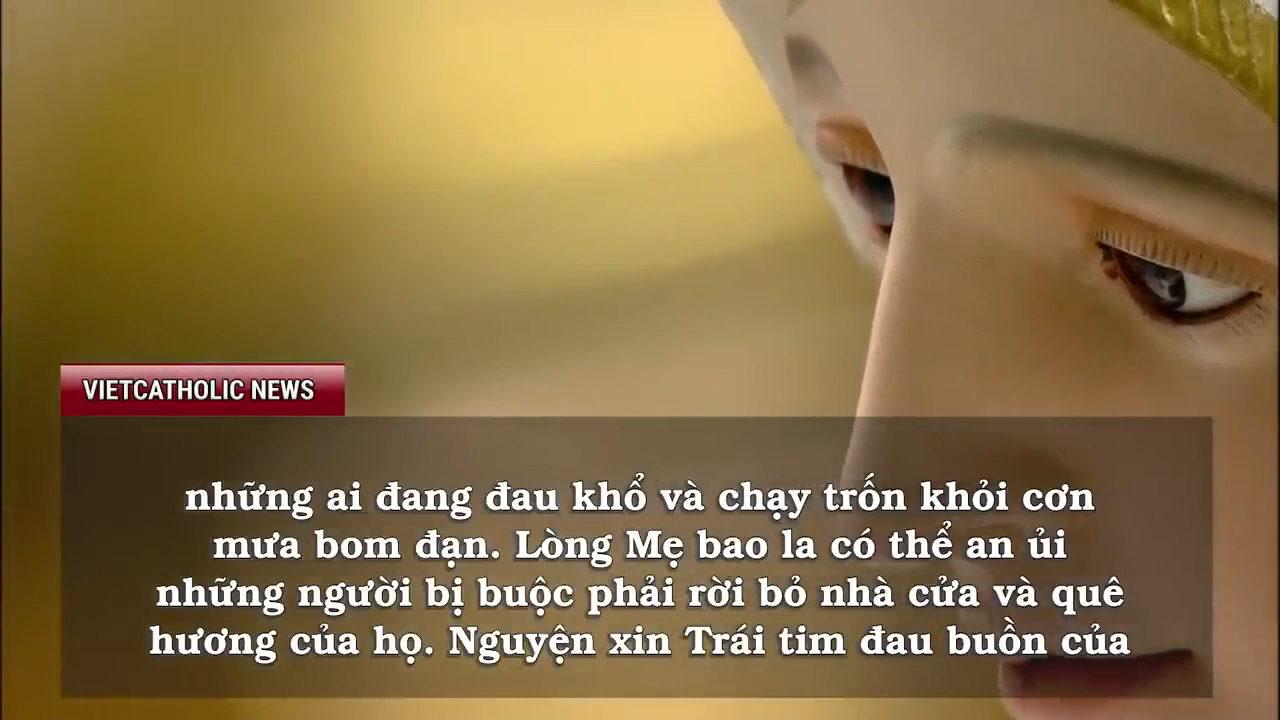 VIETCATHOLIC NEWS
những ai đang đau khổ và chạy trốn khỏi cơn
mưa bom đạn. Lòng Mẹ bao la có thể an ủi
những người bị buộc phải rời bỏ nhà cửa và quê
hương của họ. Nguyện xin Trái tim đau buồn của